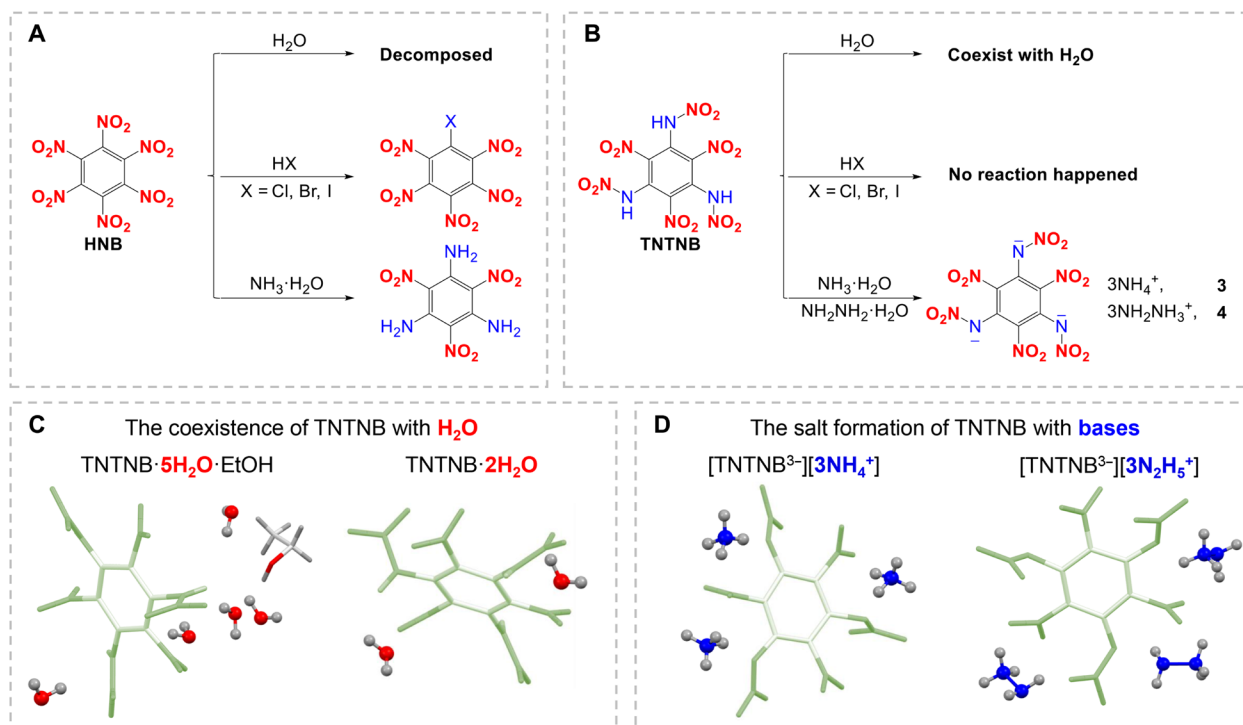 A
H₂O
Decomposed
NO₂
O₂N NO₂
O₂N NO₂
NO₂
HNB
HX
X = Cl, Br, I
X
O₂N NO₂
O₂N NO₂
NO₂
NH₃·H₂O
NH₂
O₂N NO₂
H₂N NH₂
NO₂
B
H₂O
Coexist with H₂O
NO₂
HN
O₂N NO₂
O₂N
N
H
NH
NO₂ NO₂
TNTNB
HX
X = Cl, Br, I
No reaction happened
NH₃·H₂O
NH₂NH₂·H₂O
N̅ NO₂
O₂N NO₂
O₂N N N̅
–
NO₂ NO₂
3NH₄⁺, 3
3NH₂NH₃⁺, 4
C
The coexistence of TNTNB with H₂O
TNTNB·5H₂O·EtOH
TNTNB·2H₂O
D
The salt formation of TNTNB with bases
[TNTNB³⁻][3NH₄⁺]
[TNTNB³⁻][3N₂H₅⁺]